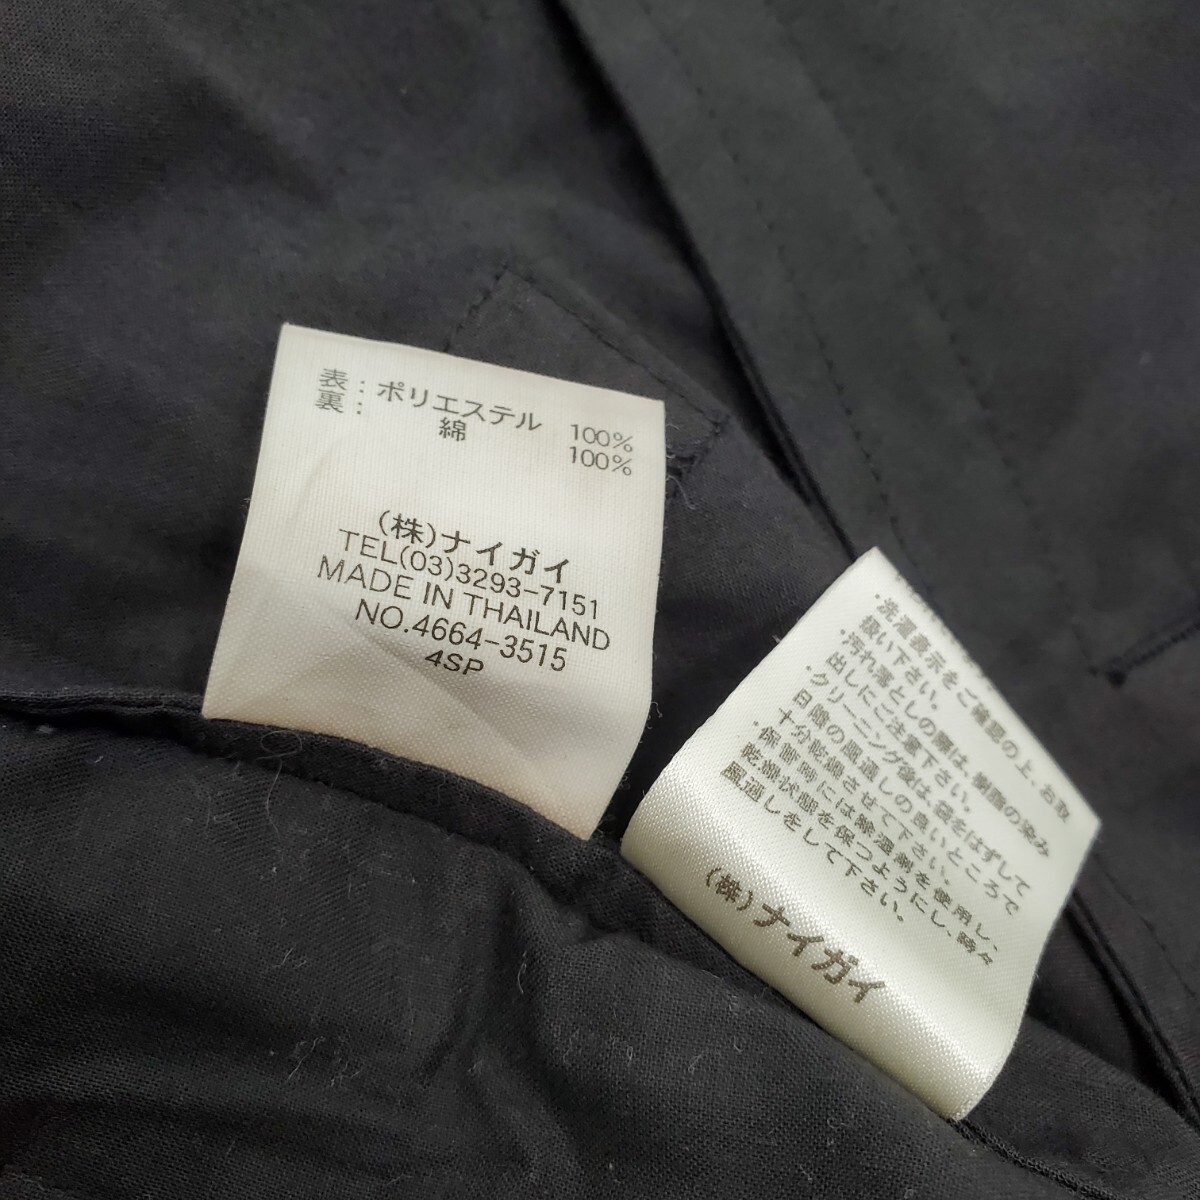 表：ポリエステル 100%
裏：綿 100%
(株)ナイガイ
TEL(03)3293-7151
MADE IN THAILAND
NO.4664-3515
4SP
・洗濯表示をご確認の上、お取
扱い下さい。
・汚れ落としの際は、樹脂の染み
出しにご注意下さい。
・クリーニング後は、袋をはずして
日陰の風通しの良いところで
十分乾燥させて下さい。
・保管時には除湿剤を使用し、
乾燥状態を保つようにし、時々
風通しをして下さい。
(株)ナイガイ